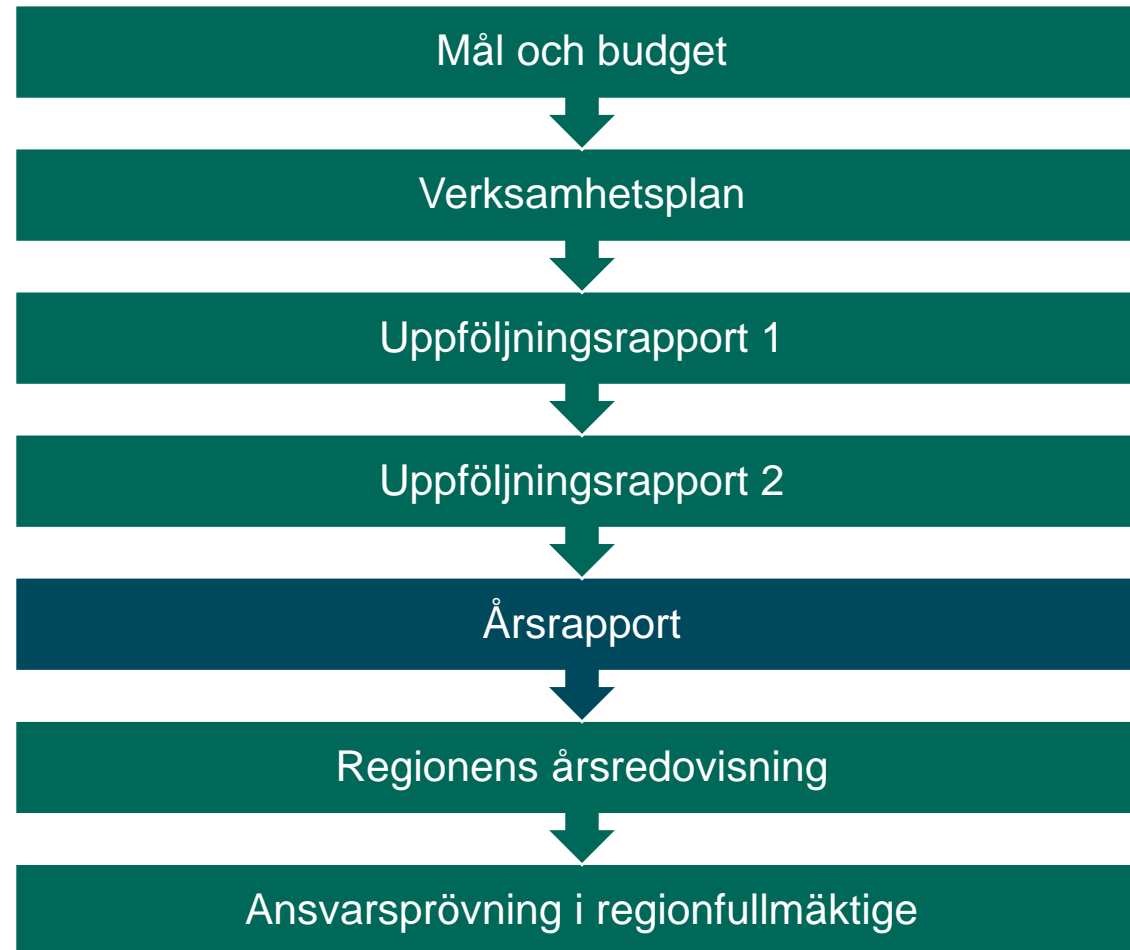 Mål och budget
Verksamhetsplan
Uppföljningsrapport 1
Uppföljningsrapport 2
Årsrapport
Regionens årsredovisning
Ansvarsprövning i regionfullmäktige